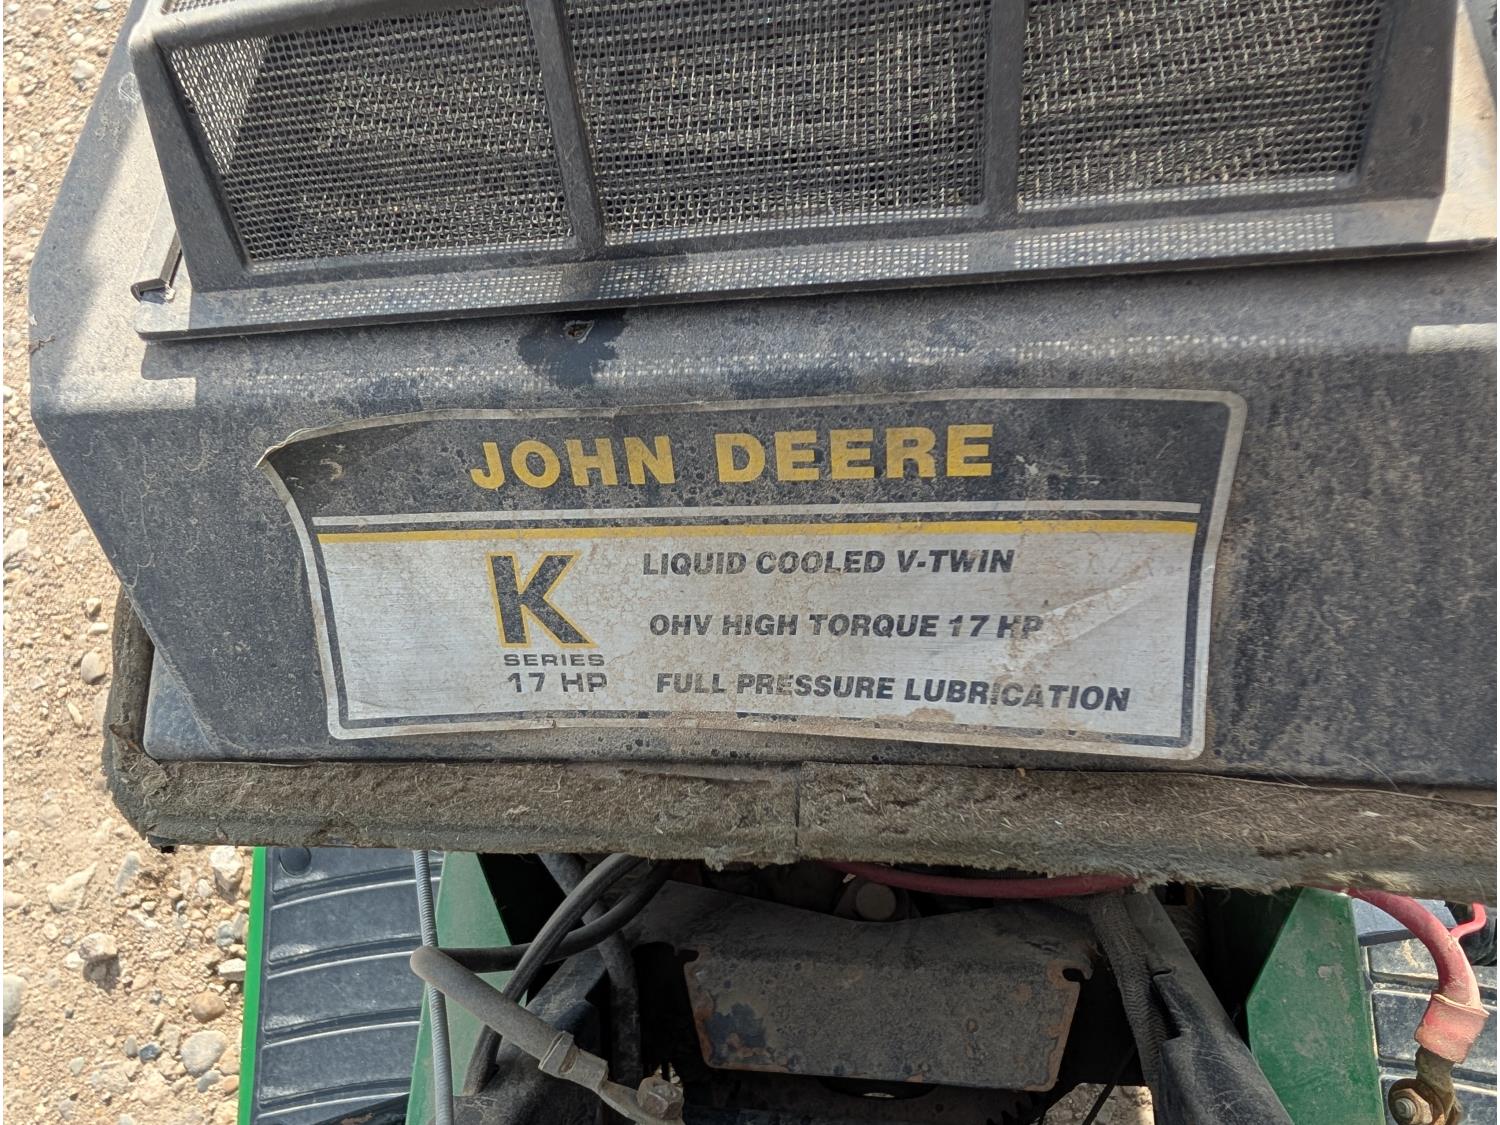 JOHN DEERE
K
SERIES
17 HP
LIQUID COOLED V-TWIN
OHV HIGH TORQUE 17 HP
FULL PRESSURE LUBRICATION